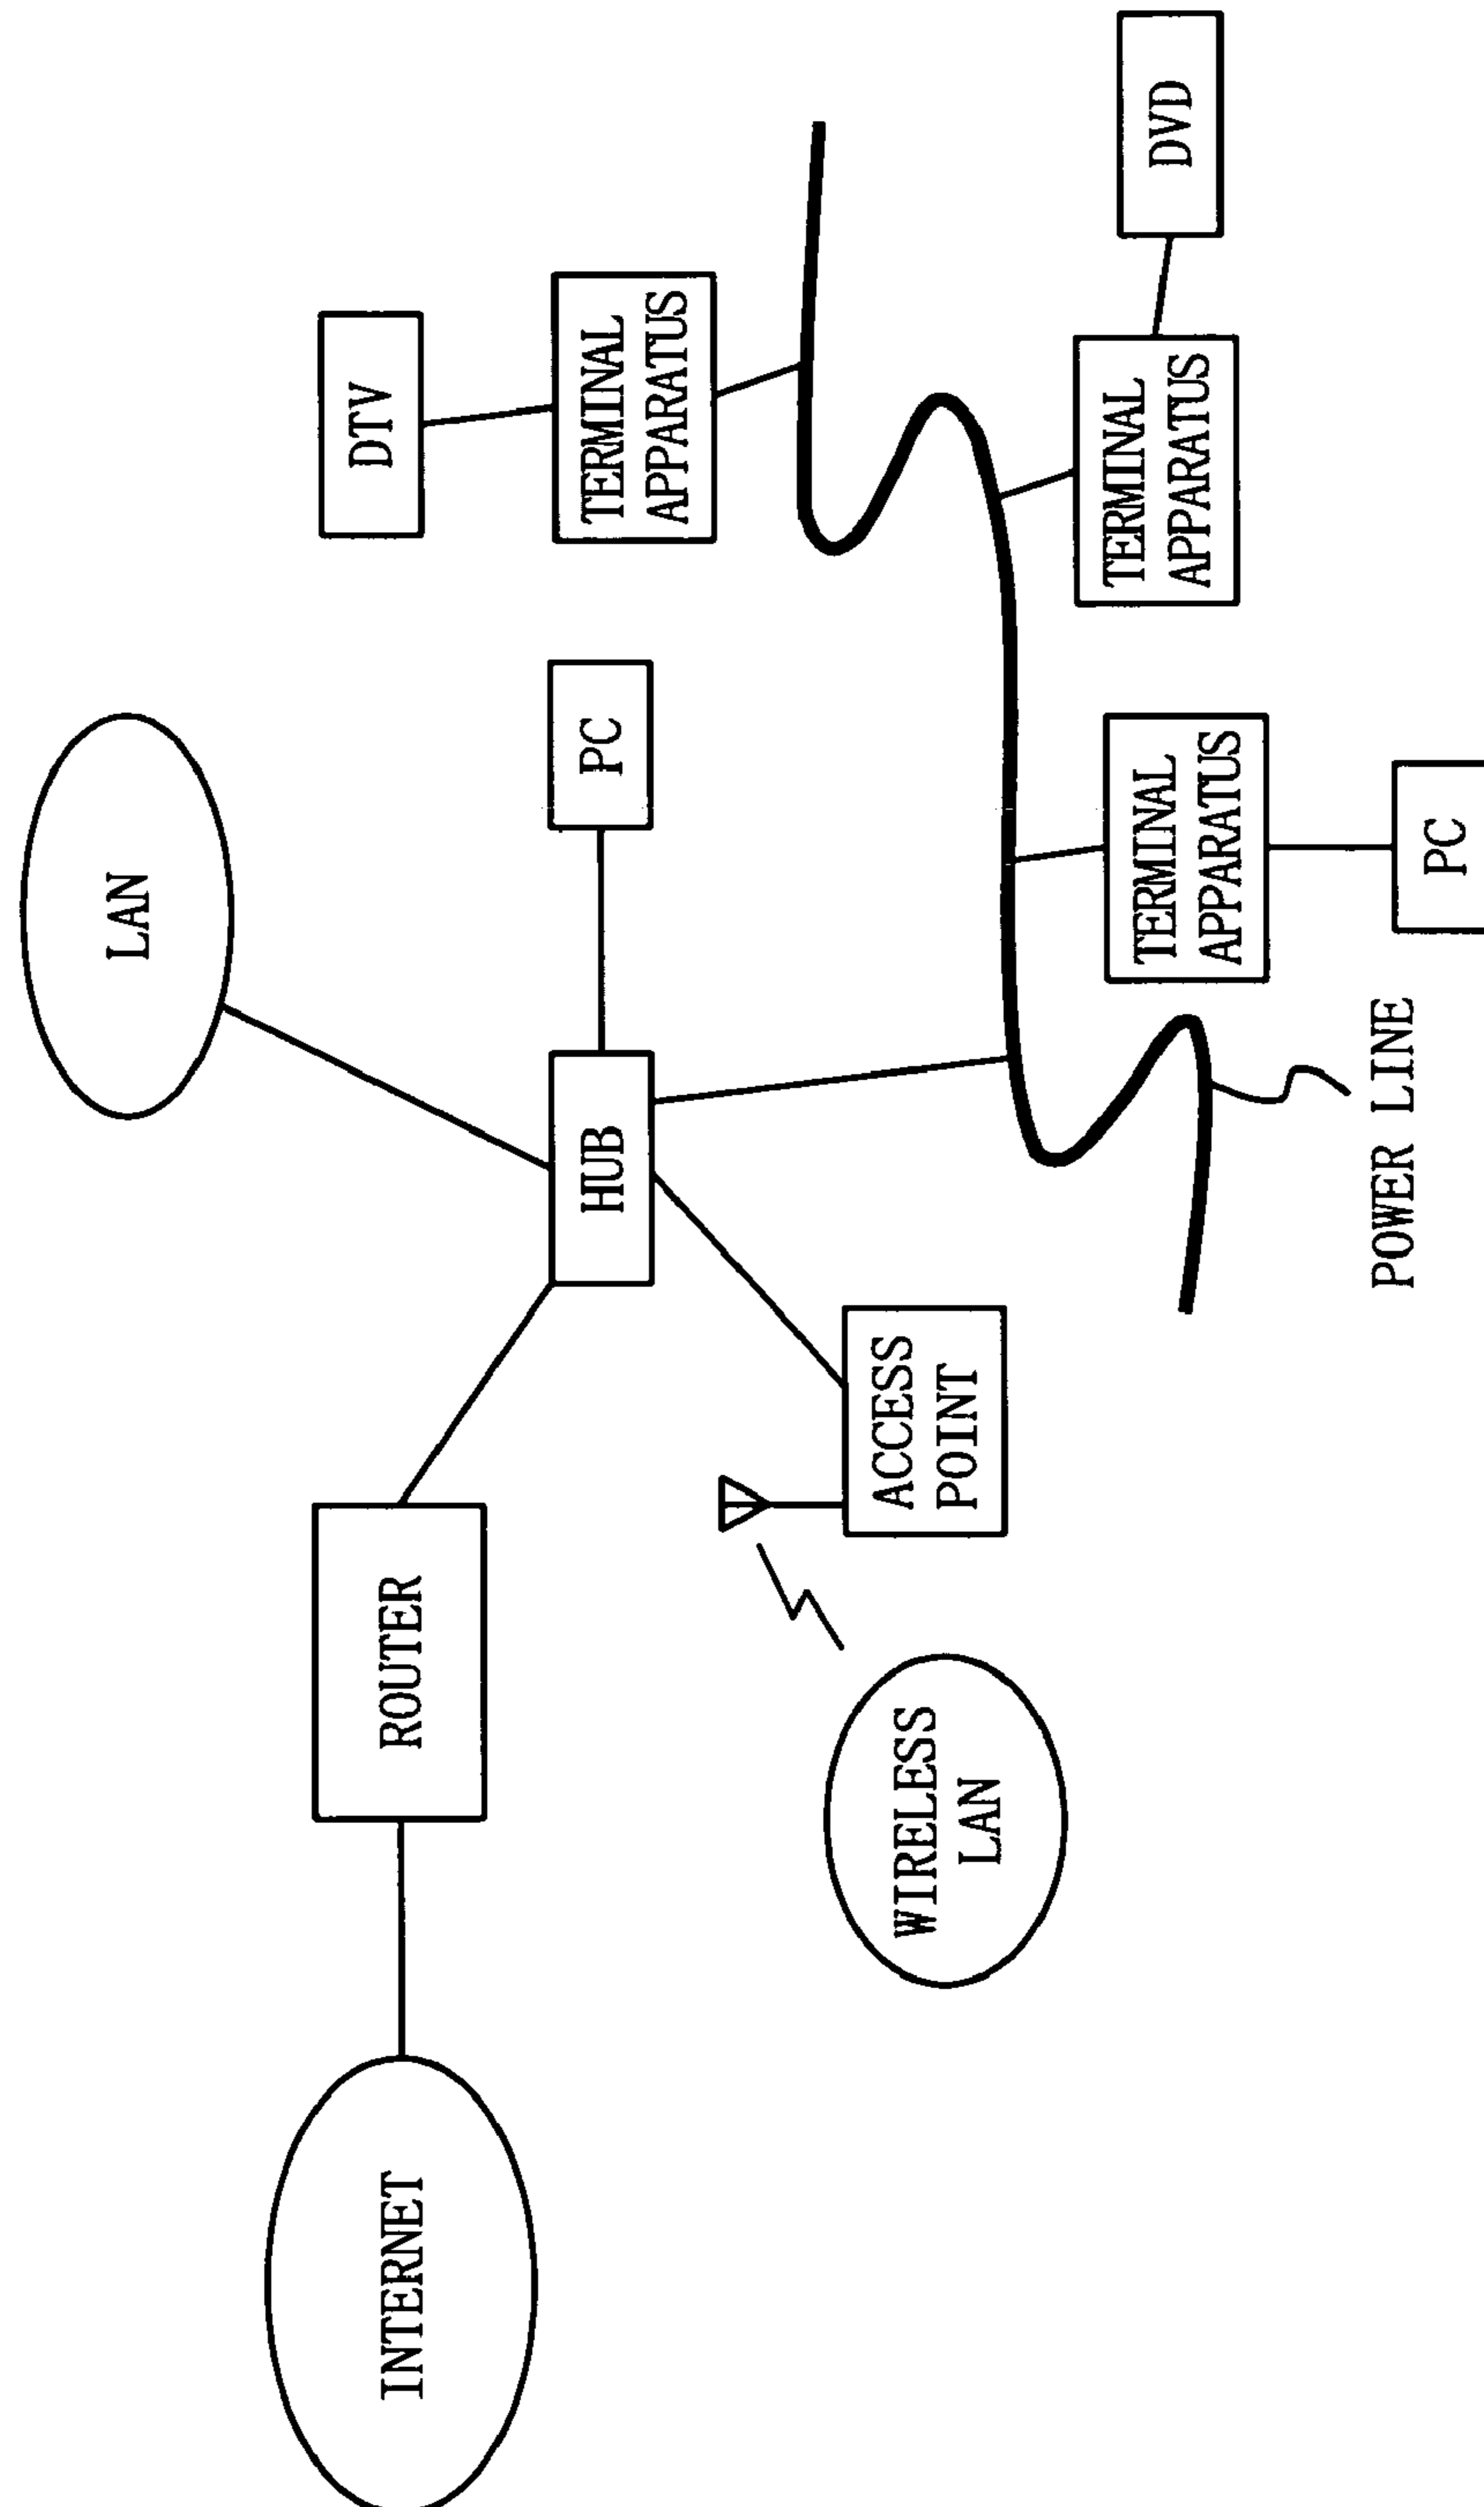 LAN
DTV
TERMINAL
APPARATUS
PC
HUB
ROUTER
INTERNET
ACCESS
POINT
WIRELESS
LAN
TERMINAL
APPARATUS
DVD
TERMINAL
APPARATUS
PC
POWER LINE